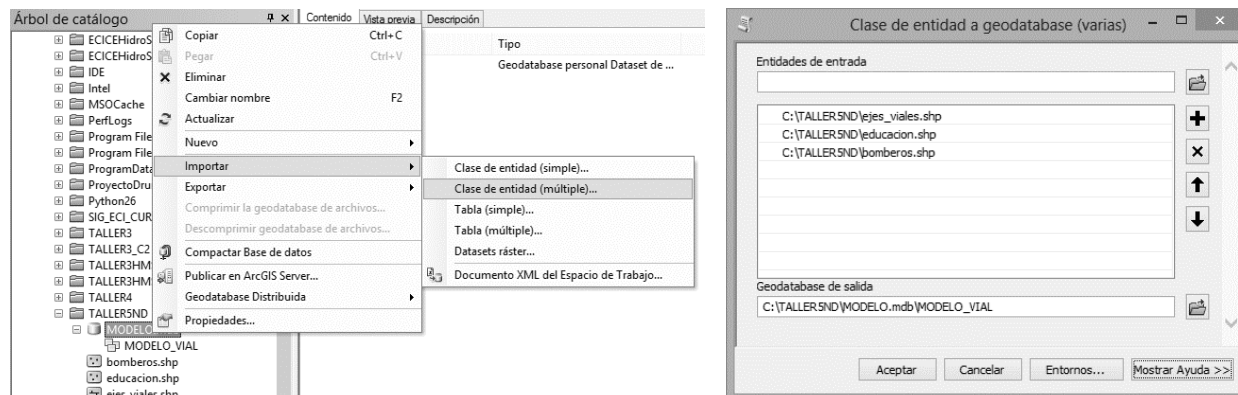 Árbol de catálogo
ECICEHidroS
ECICEHidroS
IDE
Intel
MSOCache
PerfLogs
Program File
Program File
ProgramData
ProyectoDru
Python26
SIG_ECI_CUR
TALLER3
TALLER3_C2
TALLER3HM
TALLER3HM
TALLER4
TALLER5ND
MODELO
MODELO_VIAL
bomberos.shp
educacion.shp
ejes_viales.shp
Copiar Ctrl+C
Pegar Ctrl+V
Eliminar
Cambiar nombre F2
Actualizar
Nuevo
Importar
Exportar
Comprimir la geodatabase de archivos...
Descomprimir geodatabase de archivos...
Compactar Base de datos
Publicar en ArcGIS Server...
Geodatabase Distribuida
Propiedades...
Contenido Vista previa Descripción
Tipo
Geodatabase personal Dataset de ...
Clase de entidad (simple)...
Clase de entidad (múltiple)...
Tabla (simple)...
Tabla (múltiple)...
Datasets ráster...
Documento XML del Espacio de Trabajo...
Clase de entidad a geodatabase (varias)
Entidades de entrada
C:\TALLER5ND\ejes_viales.shp
C:\TALLER5ND\educacion.shp
C:\TALLER5ND\bomberos.shp
Geodatabase de salida
C:\TALLER5ND\MODELO.mdb\MODELO_VIAL
Aceptar Cancelar Entornos... Mostrar Ayuda >>